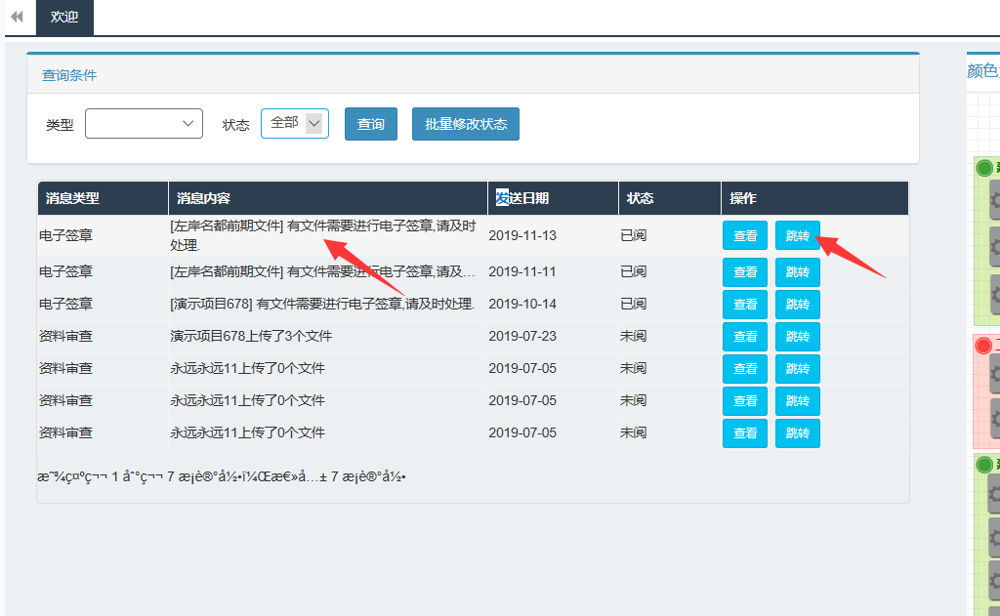 欢迎
查询条件
颜色
类型
状态 全部 查询 批量修改状态
消息类型 消息内容 发送日期 状态 操作
电子签章 [左岸名都前期文件] 有文件需要进行电子签章,请及时
处理. 2019-11-13 已阅 查看 跳转
电子签章 [左岸名都前期文件] 有文件需要进行电子签章,请及… 2019-11-11 已阅 查看 跳转
电子签章 [演示项目678] 有文件需要进行电子签章,请及时处理. 2019-10-14 已阅 查看 跳转
资料审查 演示项目678上传了3个文件 2019-07-23 未阅 查看 跳转
资料审查 永远永远11上传了0个文件 2019-07-05 未阅 查看 跳转
资料审查 永远永远11上传了0个文件 2019-07-05 未阅 查看 跳转
资料审查 永远永远11上传了0个文件 2019-07-05 未阅 查看 跳转
æ˜¾ç¤ºç¬¬ 1 åˆ°ç¬¬ 7 æ¡è®°å½•ï¼Œæ€»å…± 7 æ¡è®°å½•